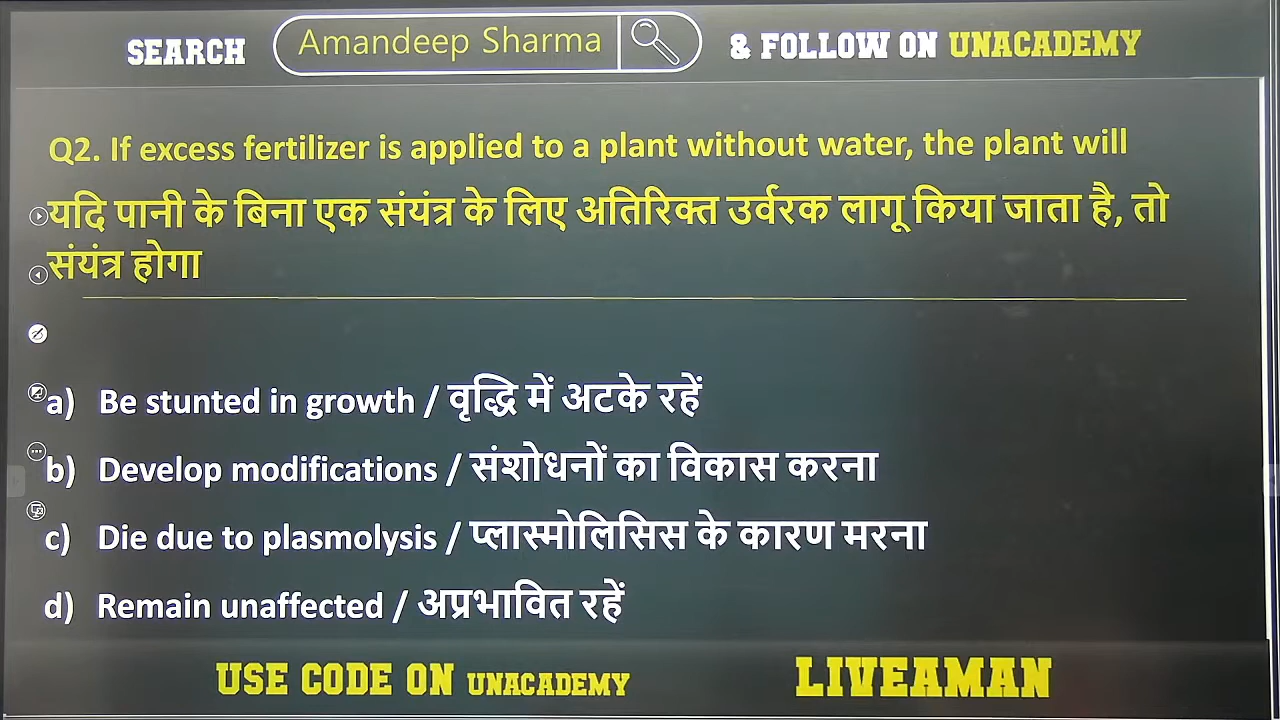 SEARCH Amandeep Sharma & FOLLOW ON UNACADEMY
Q2. If excess fertilizer is applied to a plant without water, the plant will
यदि पानी के बिना एक संयंत्र के लिए अतिरिक्त उर्वरक लागू किया जाता है, तो
संयंत्र होगा
a) Be stunted in growth / वृद्धि में अटके रहें
b) Develop modifications / संशोधनों का विकास करना
c) Die due to plasmolysis / प्लास्मोलिसिस के कारण मरना
d) Remain unaffected / अप्रभावित रहें
USE CODE ON UNACADEMY LIVEAMAN